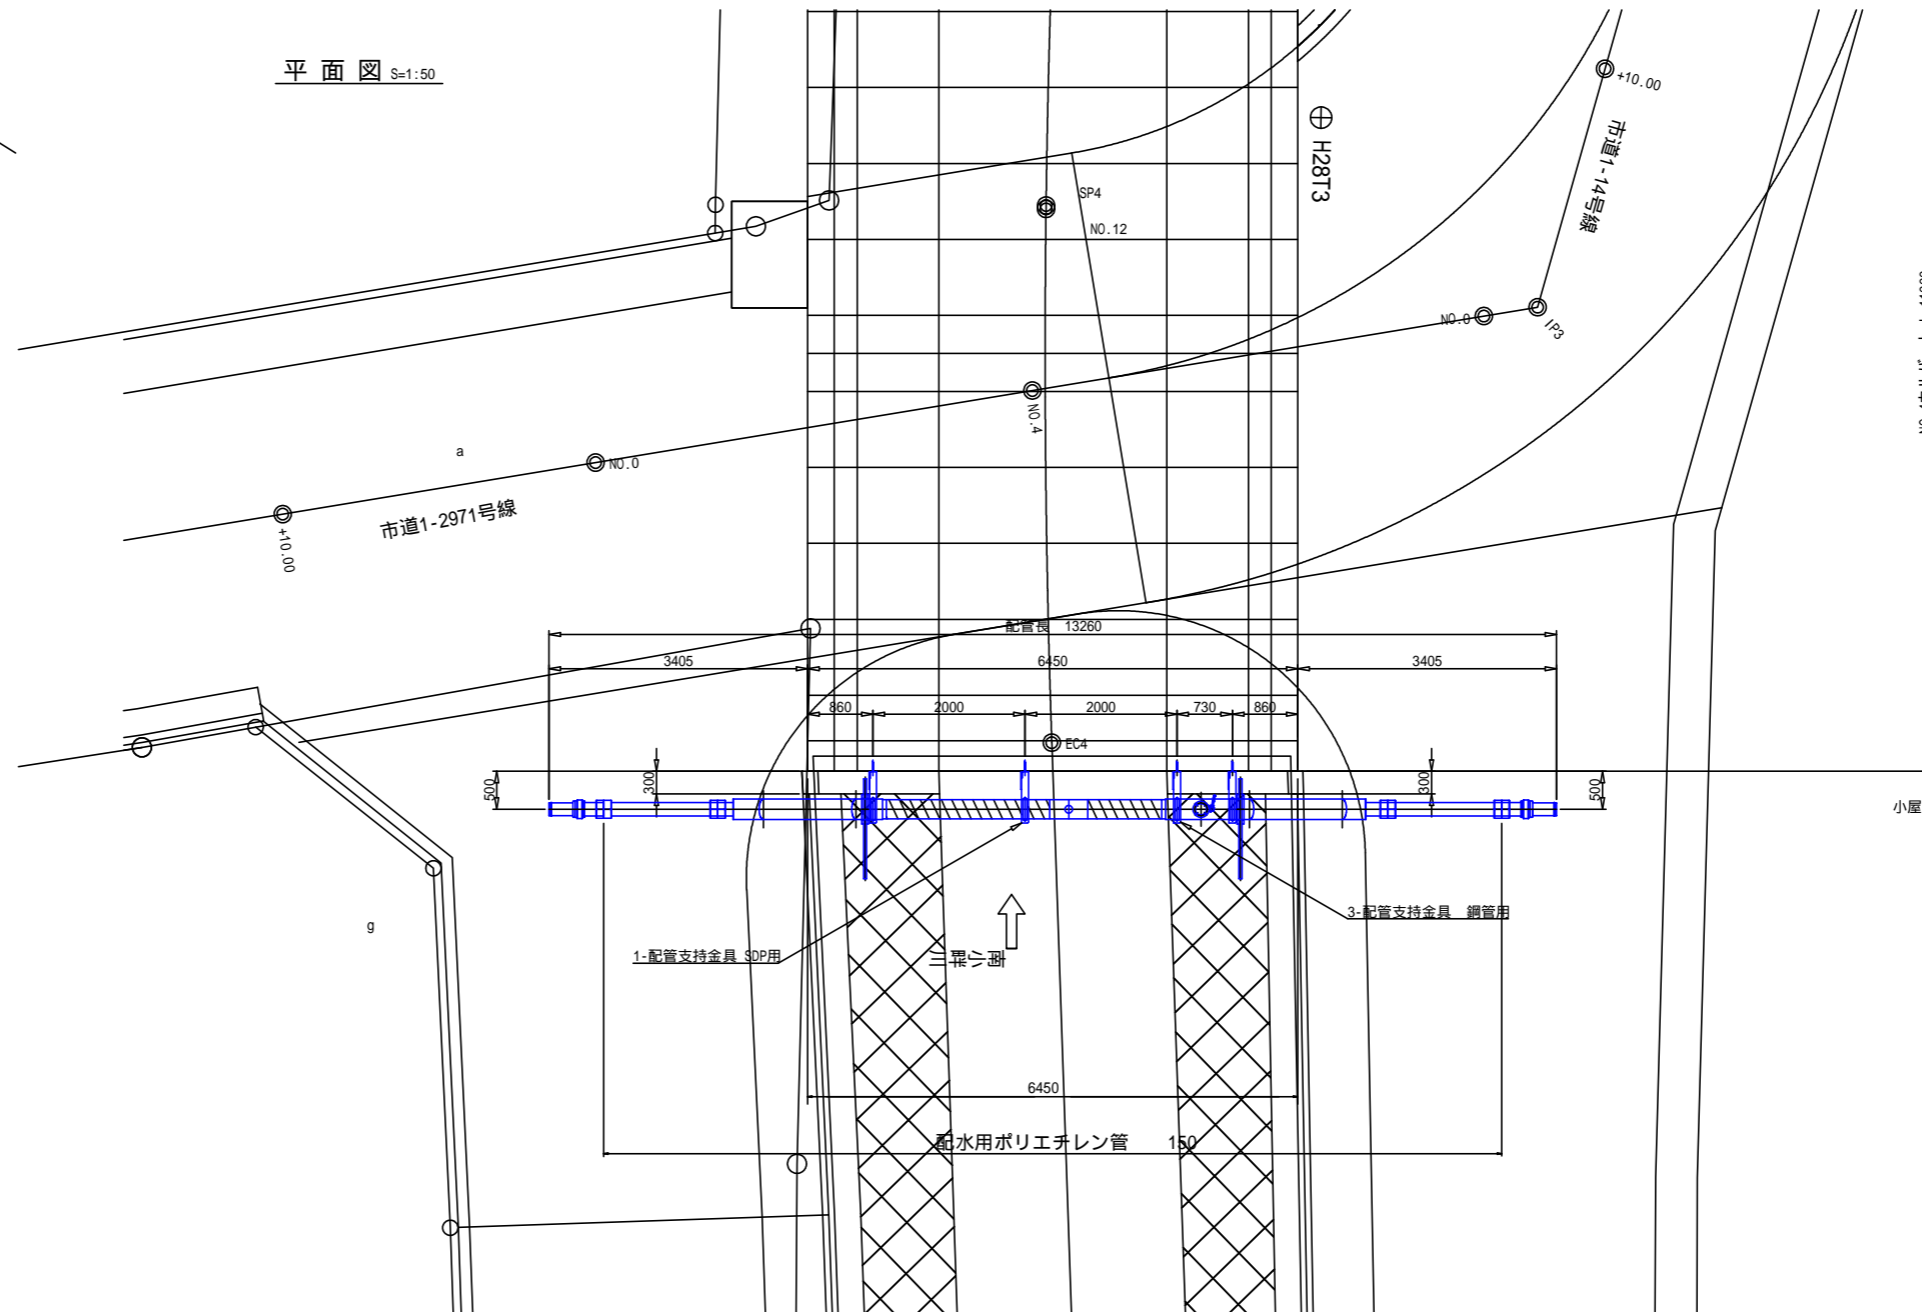 平面図 S=1:50
+10.00
市道1-14号線
H28T3
SP4
NO.12
NO.0
IP3
NO.4
a
NO.0
市道1-2971号線
+10.00
配管長 13260
3405
6450
3405
860
2000
2000
730
860
EC4
500
300
300
500
小屋
3-配管支持金具 鋼管用
g
1-配管支持金具 SDP用
南小畔川
6450
配水用ポリエチレン管 150